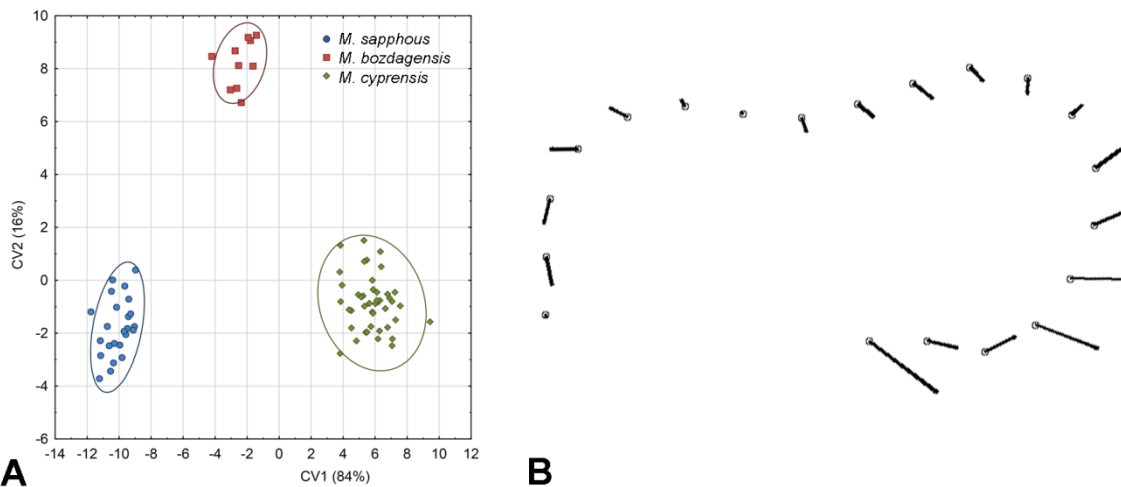 10
8
6
4
2
0
-2
-4
-6
CV2 (16%)
M. sapphous
M. bozdagensis
M. cyprensis
-14 -12 -10 -8 -6 -4 -2 0 2 4 6 8 10 12
CV1 (84%)
A
B